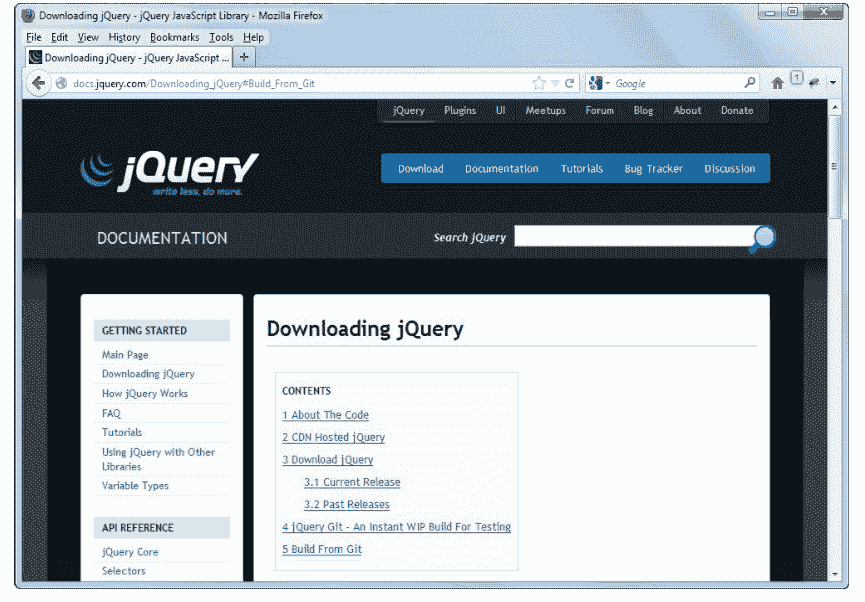 Downloading jQuery - jQuery JavaScript Library - Mozilla Firefox
File Edit View History Bookmarks Tools Help
Downloading jQuery - jQuery JavaScript ... +
docs.jquery.com/Downloading_jQuery#Build_From_Git
Google
1
jQuery Plugins UI Meetups Forum Blog About Donate
jQuery
write less, do more.
Download Documentation Tutorials Bug Tracker Discussion
DOCUMENTATION
Search jQuery
GETTING STARTED
Main Page
Downloading jQuery
How jQuery Works
FAQ
Tutorials
Using jQuery with Other
Libraries
Variable Types
API REFERENCE
jQuery Core
Selectors
Downloading jQuery
CONTENTS
1 About The Code
2 CDN Hosted jQuery
3 Download jQuery
3.1 Current Release
3.2 Past Releases
4 jQuery Git - An Instant WIP Build For Testing
5 Build From Git